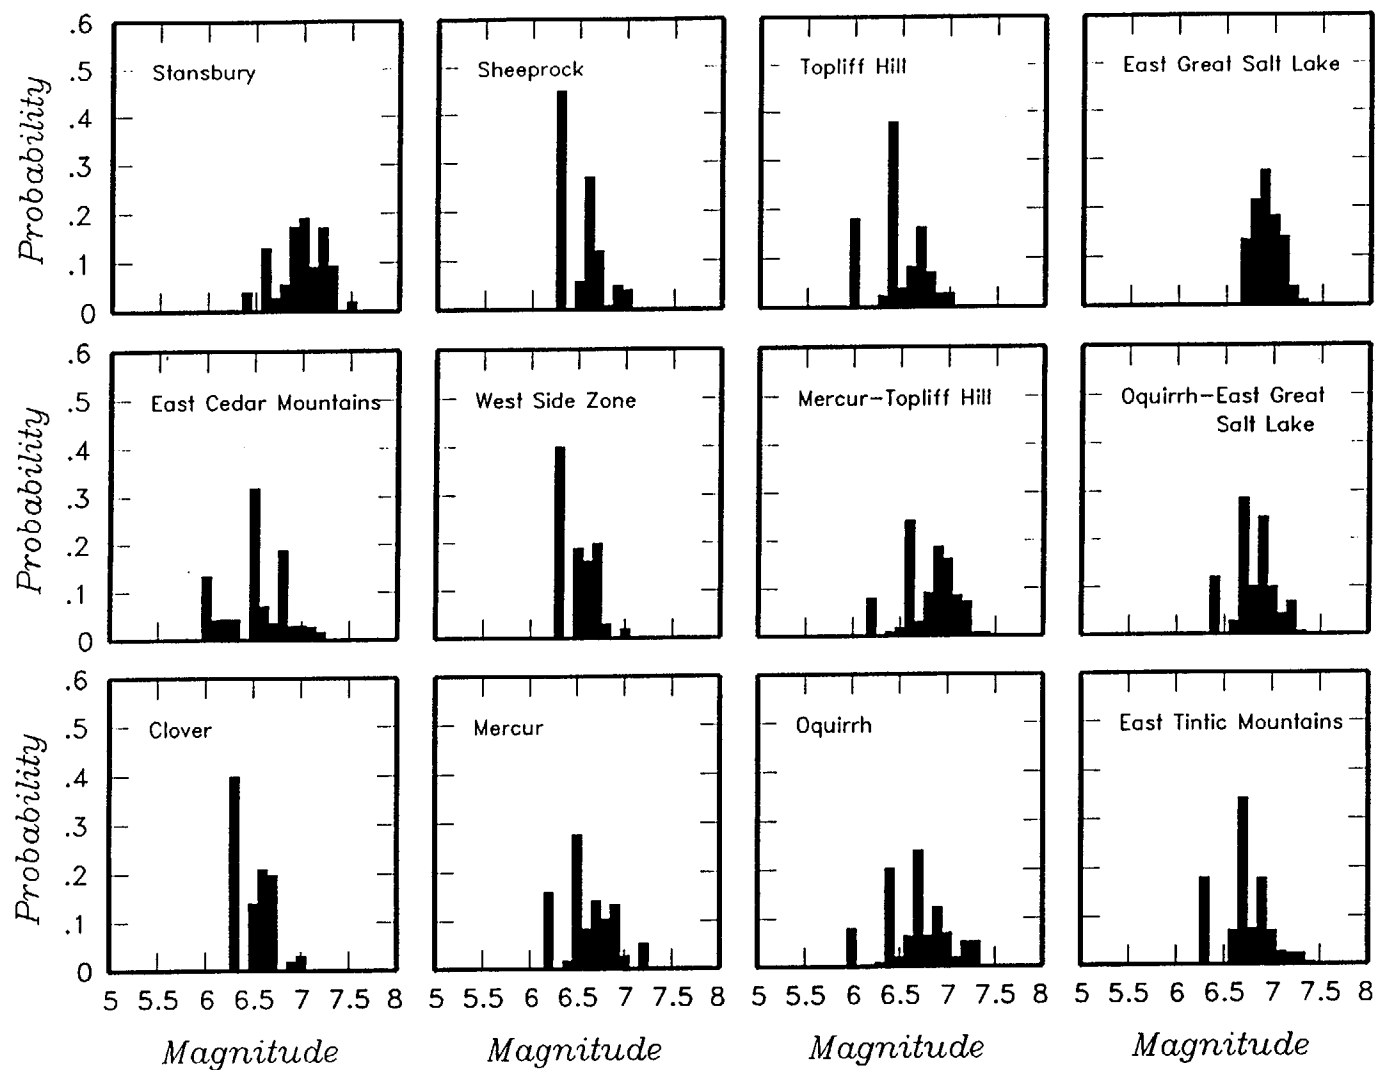 .6
.5
.4
.3
.2
.1
0
Probability
Stansbury
Sheeprock
Topliff Hill
East Great Salt Lake
.6
.5
.4
.3
.2
.1
0
Probability
East Cedar Mountains
West Side Zone
Mercur-Topliff Hill
Oquirrh-East Great
Salt Lake
.6
.5
.4
.3
.2
.1
0
Probability
Clover
Mercur
Oquirrh
East Tintic Mountains
5 5.5 6 6.5 7 7.5 8
5 5.5 6 6.5 7 7.5 8
5 5.5 6 6.5 7 7.5 8
5 5.5 6 6.5 7 7.5 8
Magnitude
Magnitude
Magnitude
Magnitude